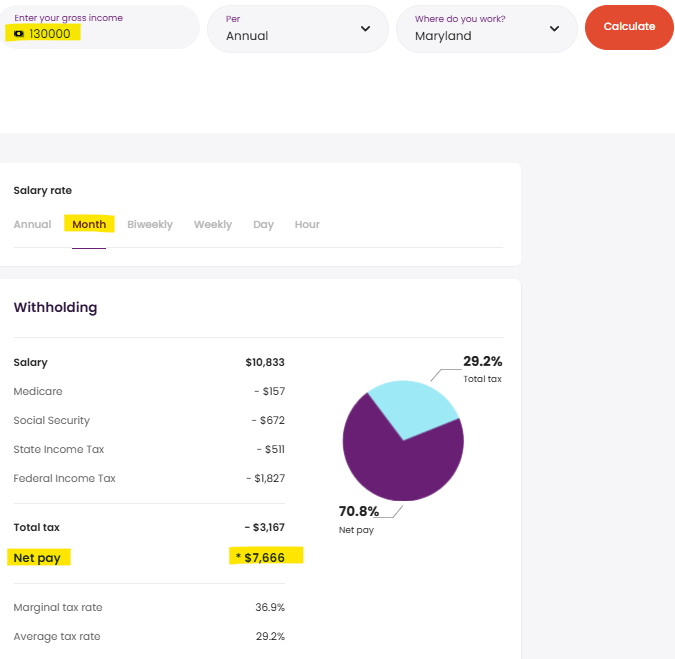 Enter your gross income
130000
Per
Annual
Where do you work?
Maryland
Calculate
Salary rate
Annual Month Biweekly Weekly Day Hour
Withholding
Salary $10,833
Medicare - $157
Social Security - $672
State Income Tax - $511
Federal Income Tax - $1,827
Total tax - $3,167
Net pay * $7,666
Marginal tax rate 36.9%
Average tax rate 29.2%
29.2%
Total tax
70.8%
Net pay